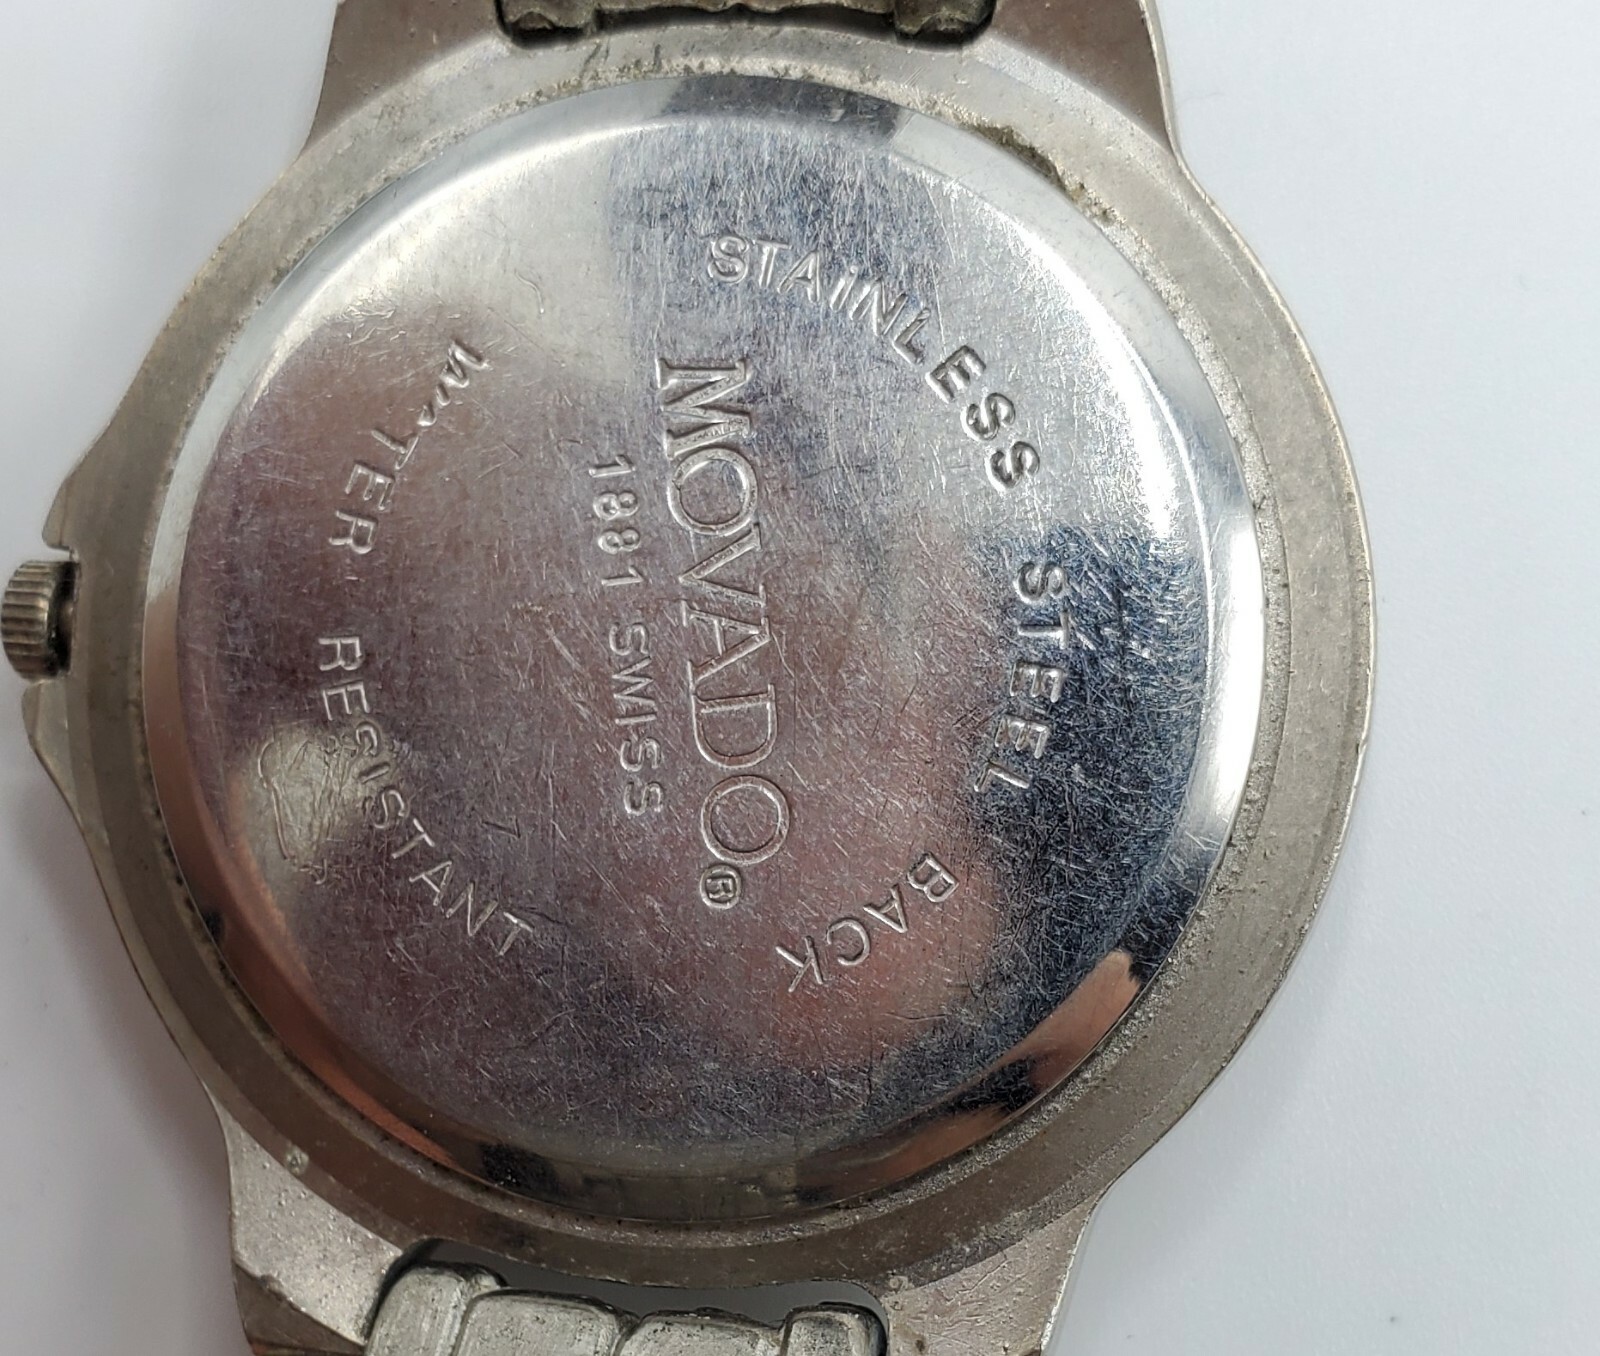 STAINLESS STEEL BACK
MOVADO®
1881 SWISS
WATER RESISTANT